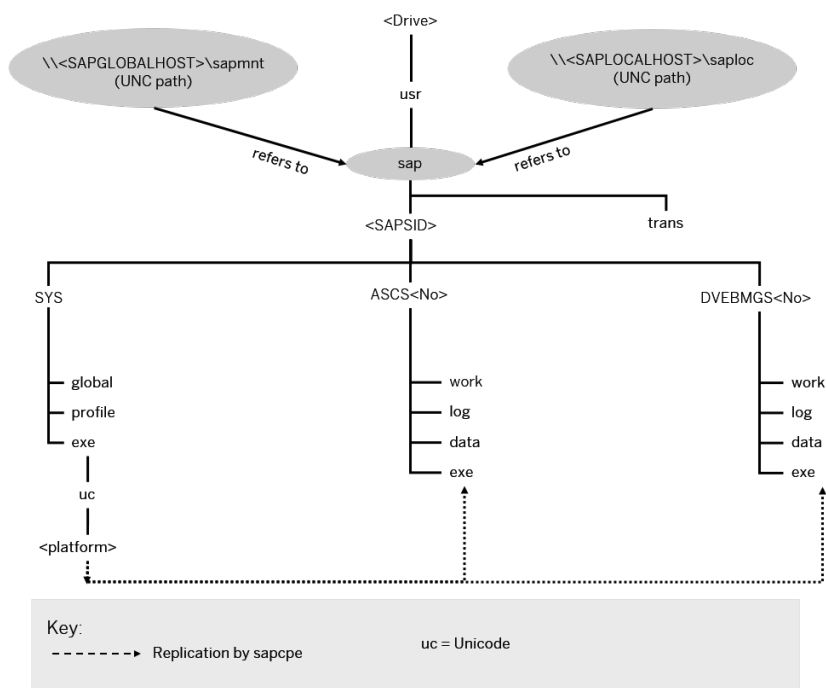 <Drive>
\\<SAPGLOBALHOST>\sapmnt
(UNC path)
\\<SAPLOCALHOST>\saploc
(UNC path)
usr
refers to
sap
refers to
<SAPSID>
trans
SYS
ASCS<No>
DVEBMGS<No>
global
profile
exe
uc
<platform>
work
log
data
exe
work
log
data
exe
Key:
Replication by sapcpe
uc = Unicode